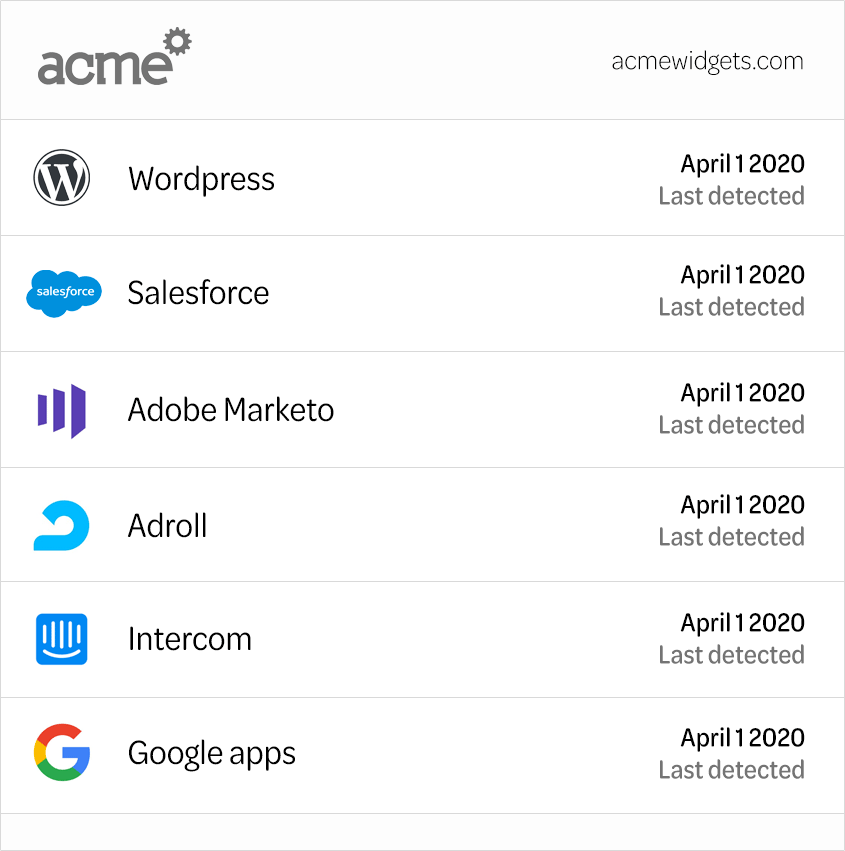 acme
acmewidgets.com
Wordpress
April 1 2020
Last detected
salesforce
Salesforce
April 1 2020
Last detected
Adobe Marketo
April 1 2020
Last detected
Adroll
April 1 2020
Last detected
Intercom
April 1 2020
Last detected
Google apps
April 1 2020
Last detected